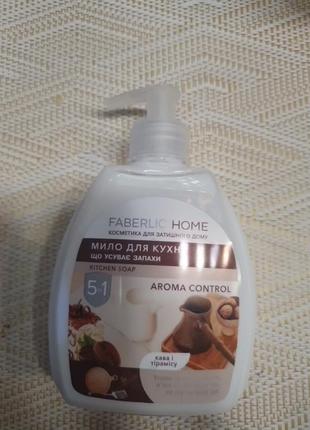 FABERLIC HOME
КОСМЕТИКА ДЛЯ ЗАТИШНОГО ДОМУ
МИЛО ДЛЯ КУХНІ
ЩО УСУВАЄ ЗАПАХИ
KITCHEN SOAP
5 в 1
AROMA CONTROL
кава і
тірамісу